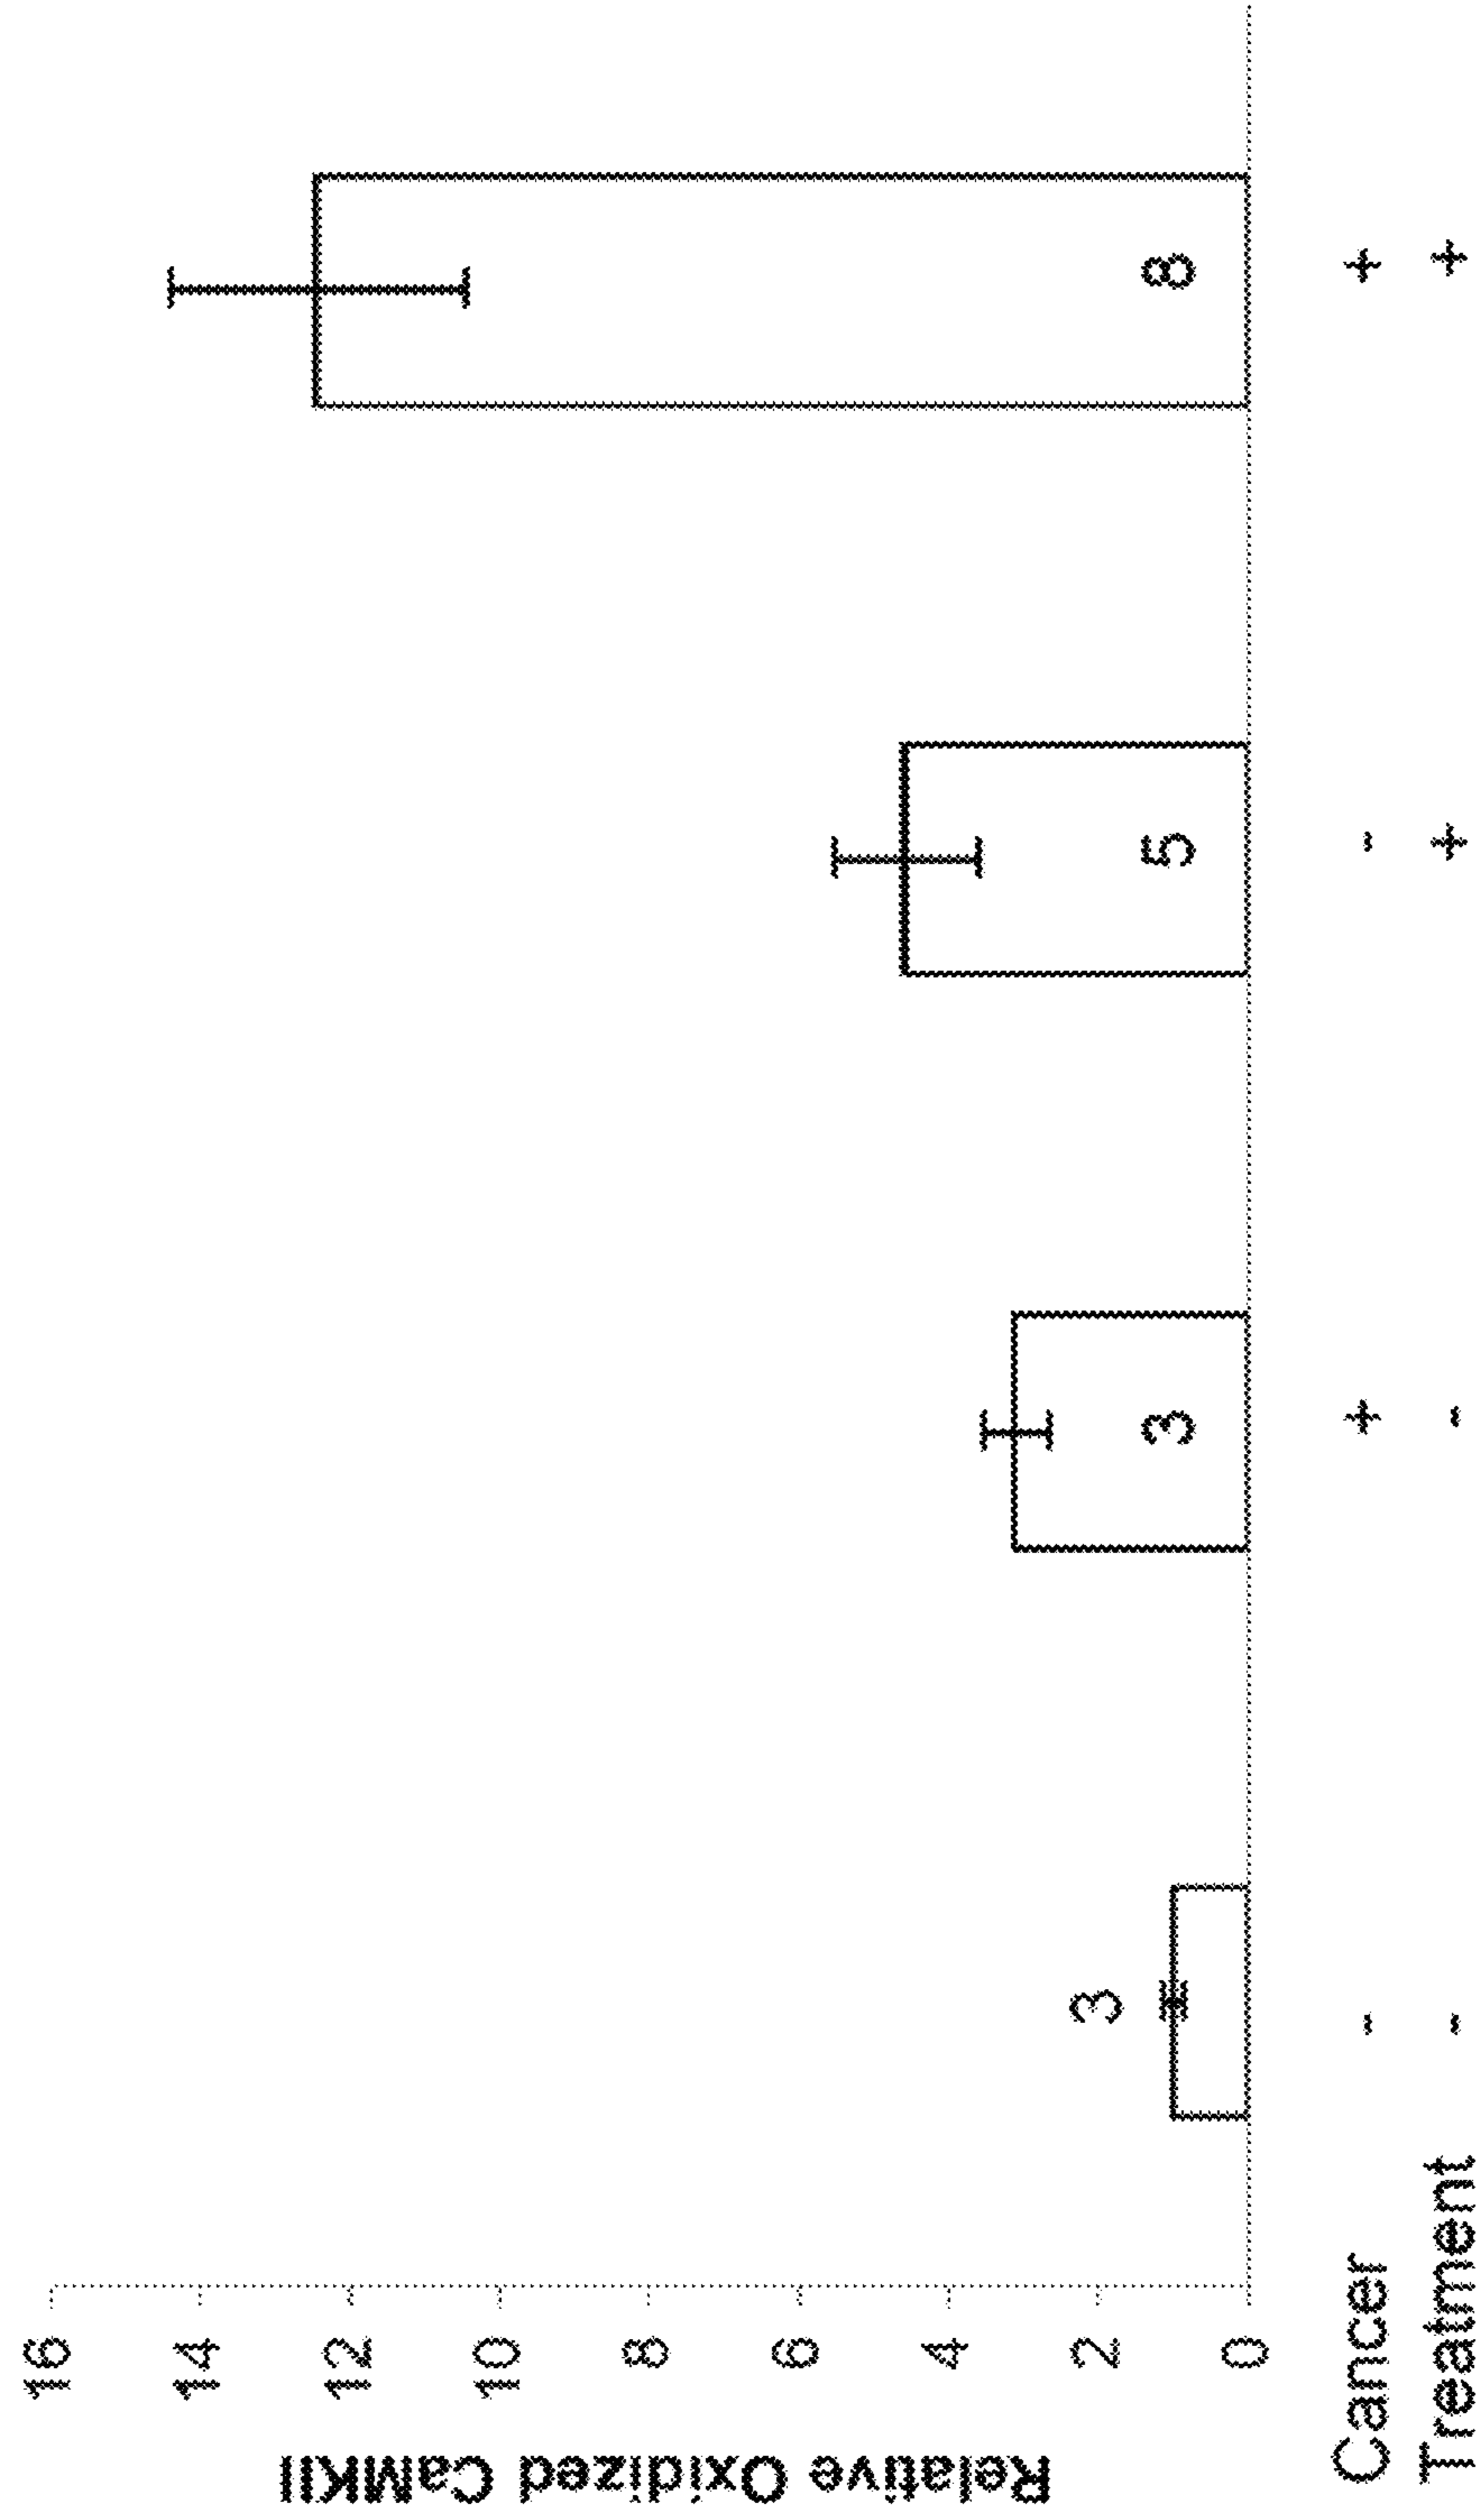 Relative Oxidized CaMKII
16
14
12
10
8
6
4
2
0
3 3 5 8
Cancer - + - +
Treatment - - + +